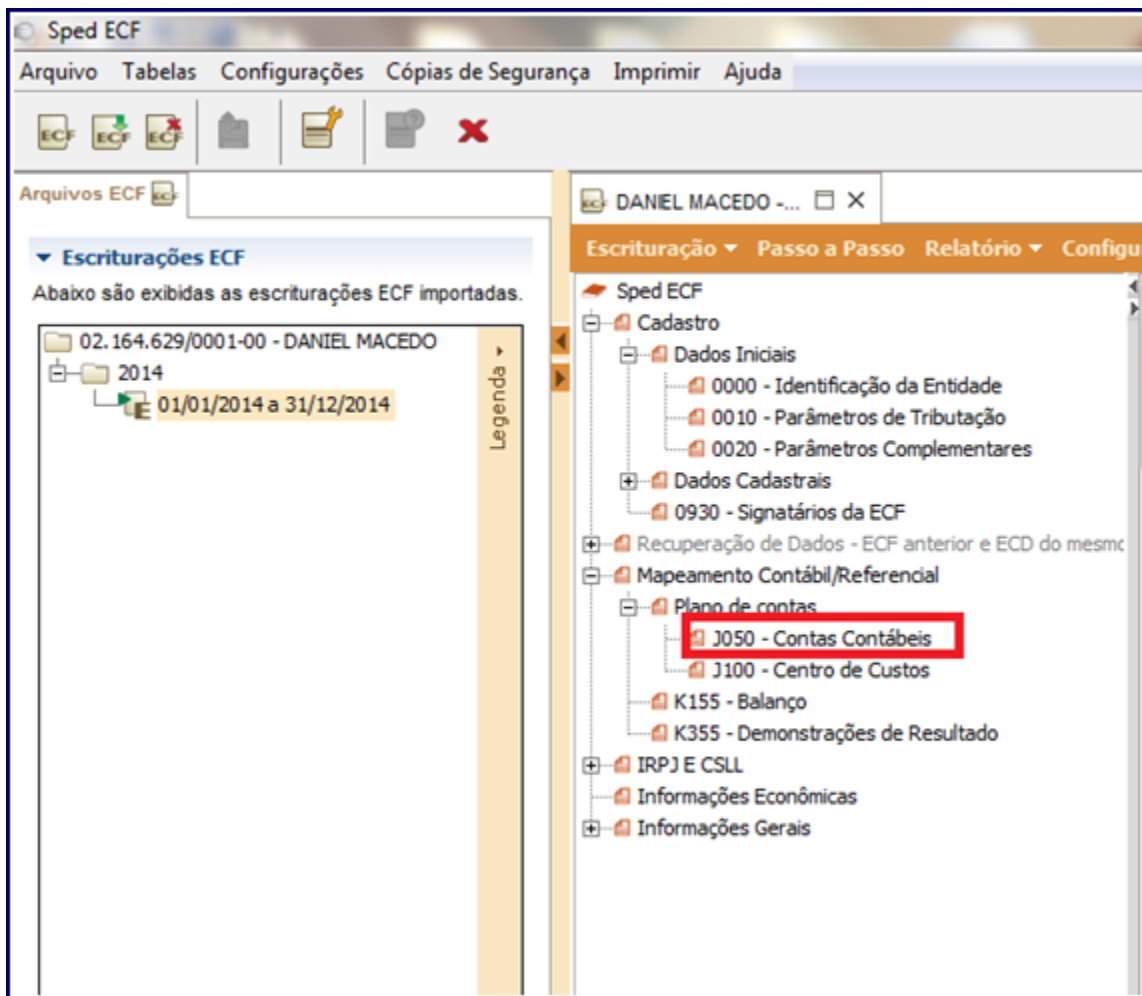 Sped ECF
Arquivo Tabelas Configurações Cópias de Segurança Imprimir Ajuda
ECF ECF ECF
Arquivos ECF
Escriturações ECF
Abaixo são exibidas as escriturações ECF importadas.
02.164.629/0001-00 - DANIEL MACEDO
2014
01/01/2014 a 31/12/2014
Legenda
DANIEL MACEDO -...
Escrituração Passo a Passo Relatório Configu
Sped ECF
Cadastro
Dados Iniciais
0000 - Identificação da Entidade
0010 - Parâmetros de Tributação
0020 - Parâmetros Complementares
Dados Cadastrais
0930 - Signatários da ECF
Recuperação de Dados - ECF anterior e ECD do mesmo
Mapeamento Contábil/Referencial
Plano de contas
J050 - Contas Contábeis
J100 - Centro de Custos
K155 - Balanço
K355 - Demonstrações de Resultado
IRPJ E CSLL
Informações Econômicas
Informações Gerais